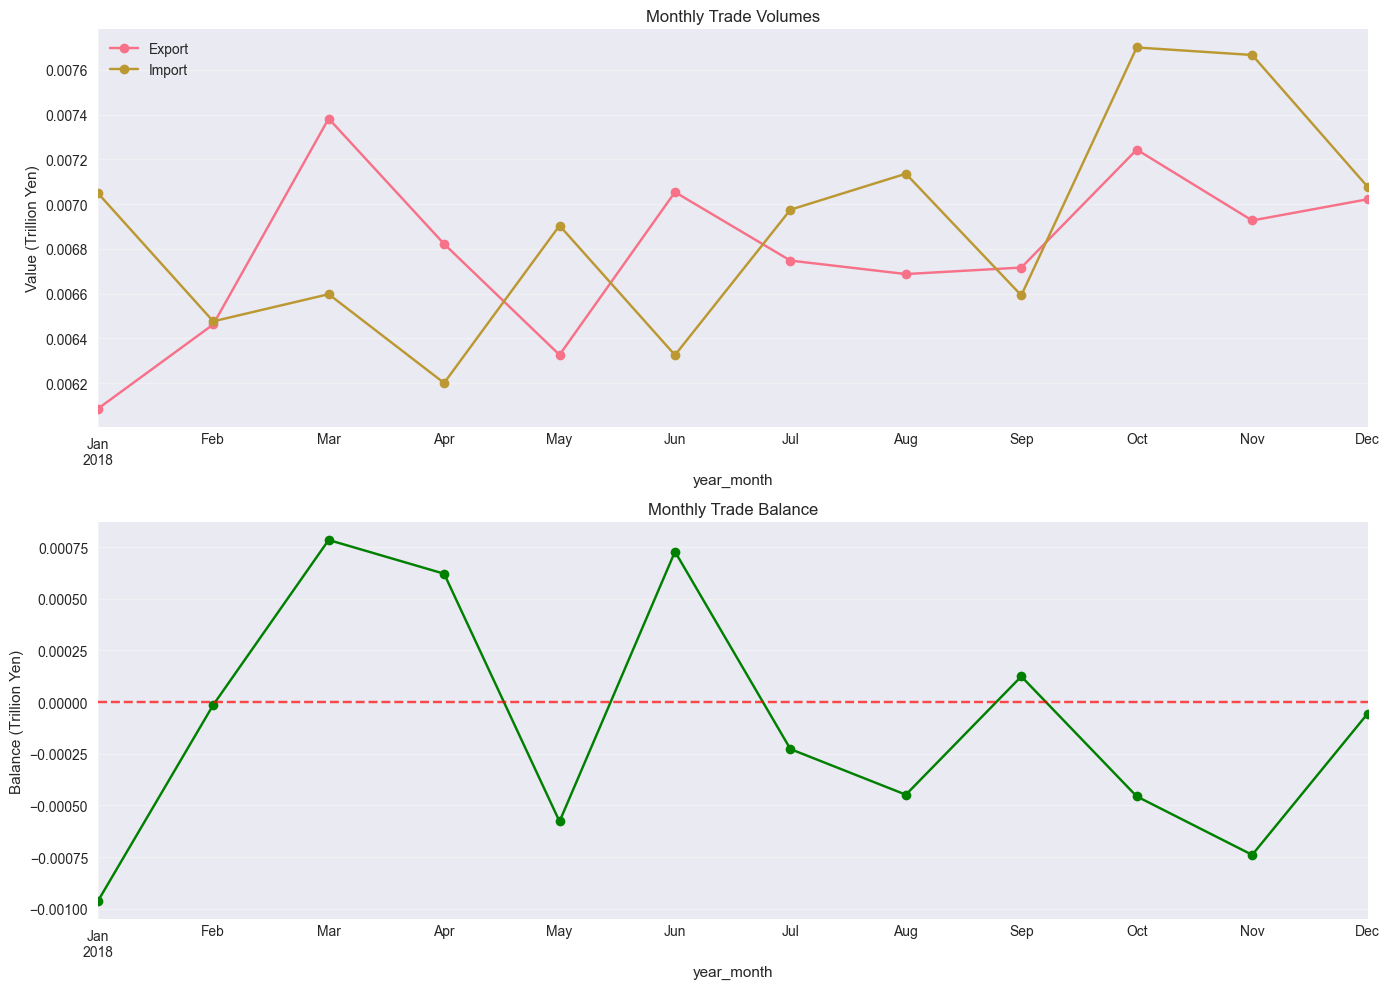 Monthly Trade Volumes
Export
Import
Value (Trillion Yen)
0.0076
0.0074
0.0072
0.0070
0.0068
0.0066
0.0064
0.0062
Jan Feb Mar Apr May Jun Jul Aug Sep Oct Nov Dec
2018
year_month
Monthly Trade Balance
Balance (Trillion Yen)
0.00075
0.00050
0.00025
0.00000
−0.00025
−0.00050
−0.00075
−0.00100
Jan Feb Mar Apr May Jun Jul Aug Sep Oct Nov Dec
2018
year_month